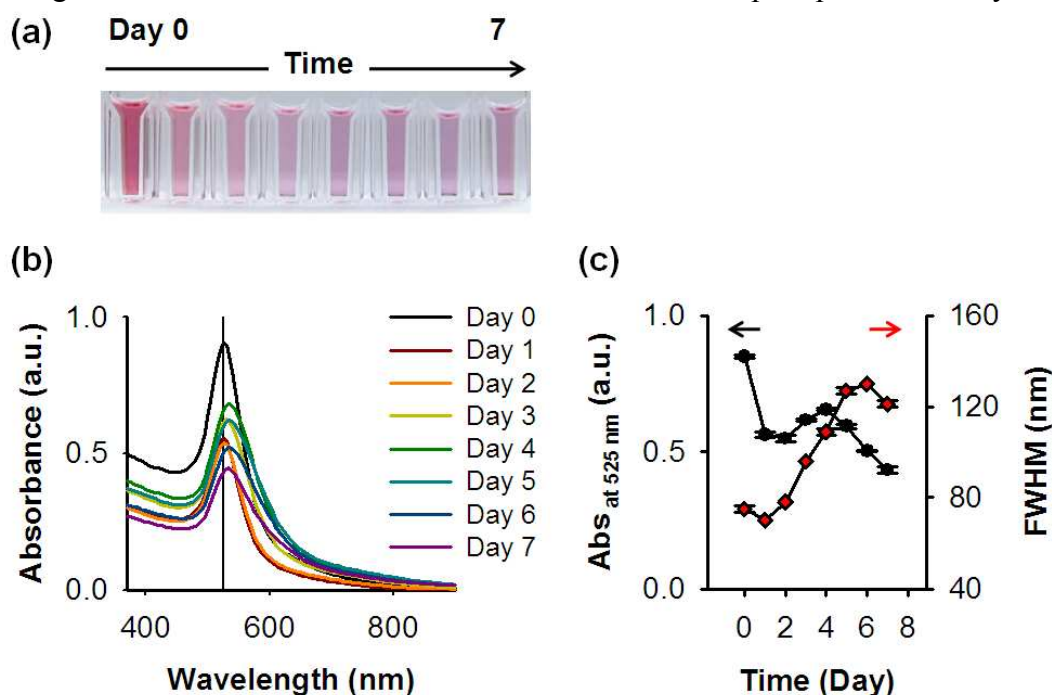 (a)
Day 0 7
Time
(b)
1.0
0.5
0.0
Absorbance (a.u.)
400 600 800
Wavelength (nm)
Day 0
Day 1
Day 2
Day 3
Day 4
Day 5
Day 6
Day 7
(c)
1.0
0.5
0.0
Abs at 525 nm (a.u.)
160
120
80
40
FWHM (nm)
0 2 4 6 8
Time (Day)